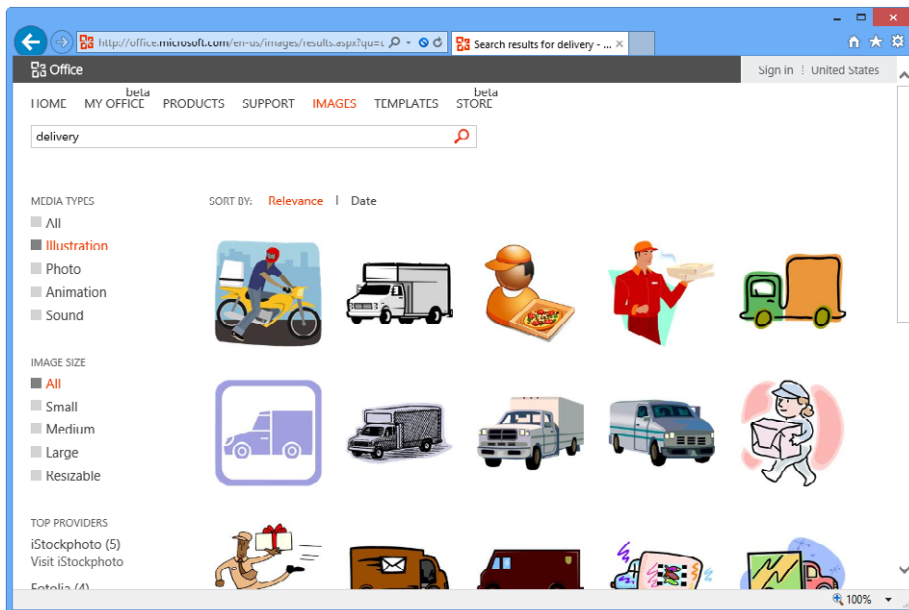 http://office.microsoft.com/en-us/images/results.aspx?qu=c
Search results for delivery - ...
Office
Sign in
United States
HOME MY OFFICE beta PRODUCTS SUPPORT IMAGES TEMPLATES STORE beta
delivery
MEDIA TYPES
All
Illustration
Photo
Animation
Sound
SORT BY: Relevance | Date
IMAGE SIZE
All
Small
Medium
Large
Resizable
TOP PROVIDERS
iStockphoto (5)
Visit iStockphoto
Fotolia (4)
100%